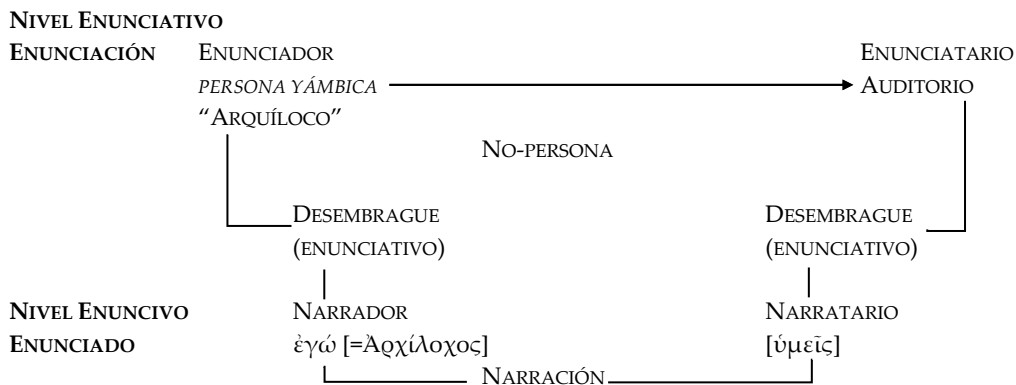 NIVEL ENUNCIATIVO
ENUNCIACIÓN ENUNCIADOR ENUNCIATARIO
PERSONA YÁMBICA AUDITORIO
“ARQUÍLOCO”
NO-PERSONA
DESEMBRAGUE DESEMBRAGUE
(ENUNCIATIVO) (ENUNCIATIVO)
NIVEL ENUNCIVO NARRADOR NARRATARIO
ENUNCIADO ἐγώ [=Ἀρχίλοχος] [ὑμεῖς]
NARRACIÓN